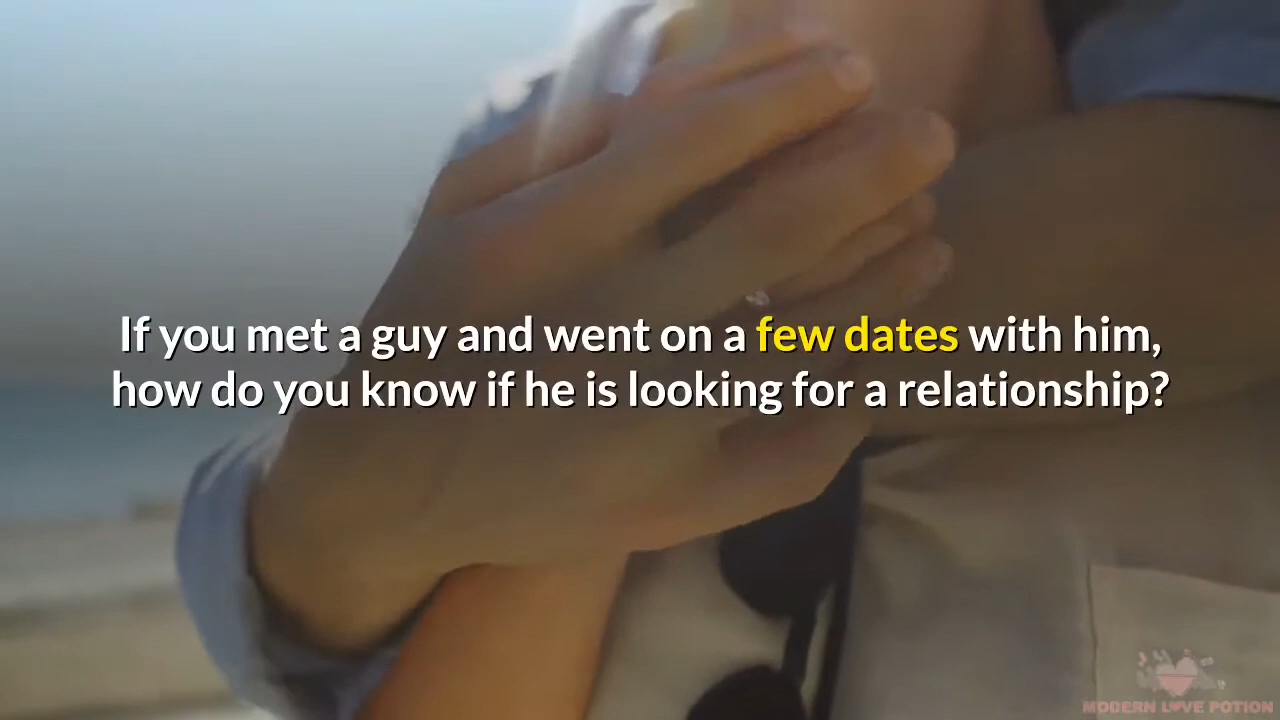 If you met a guy and went on a few dates with him,
how do you know if he is looking for a relationship?
MODERN LOVE POTION